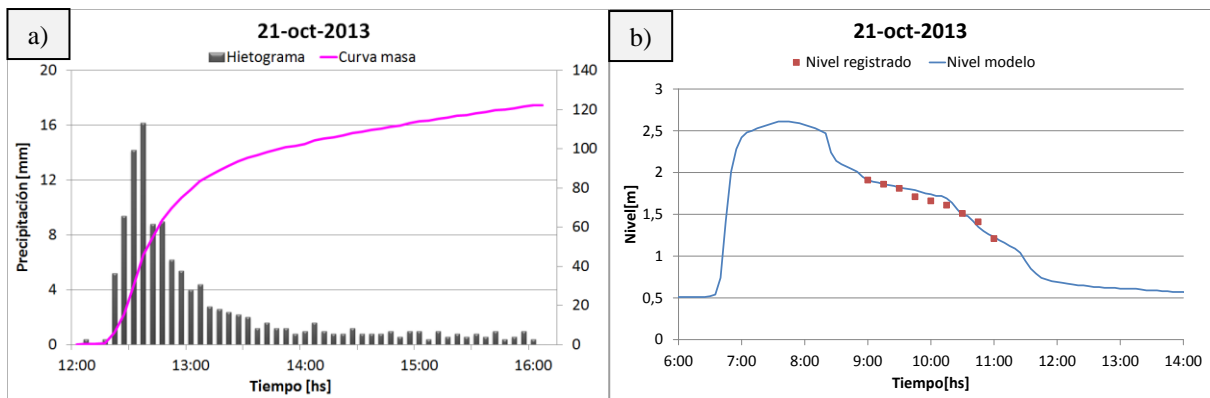 a)
21-oct-2013
Hietograma
Curva masa
Precipitación [mm]
20
16
12
8
4
0
140
120
100
80
60
40
20
0
12:00
13:00
14:00
15:00
16:00
Tiempo [hs]
b)
21-oct-2013
Nivel registrado
Nivel modelo
Nivel[m]
3
2,5
2
1,5
1
0,5
0
6:00
7:00
8:00
9:00
10:00
11:00
12:00
13:00
14:00
Tiempo[hs]